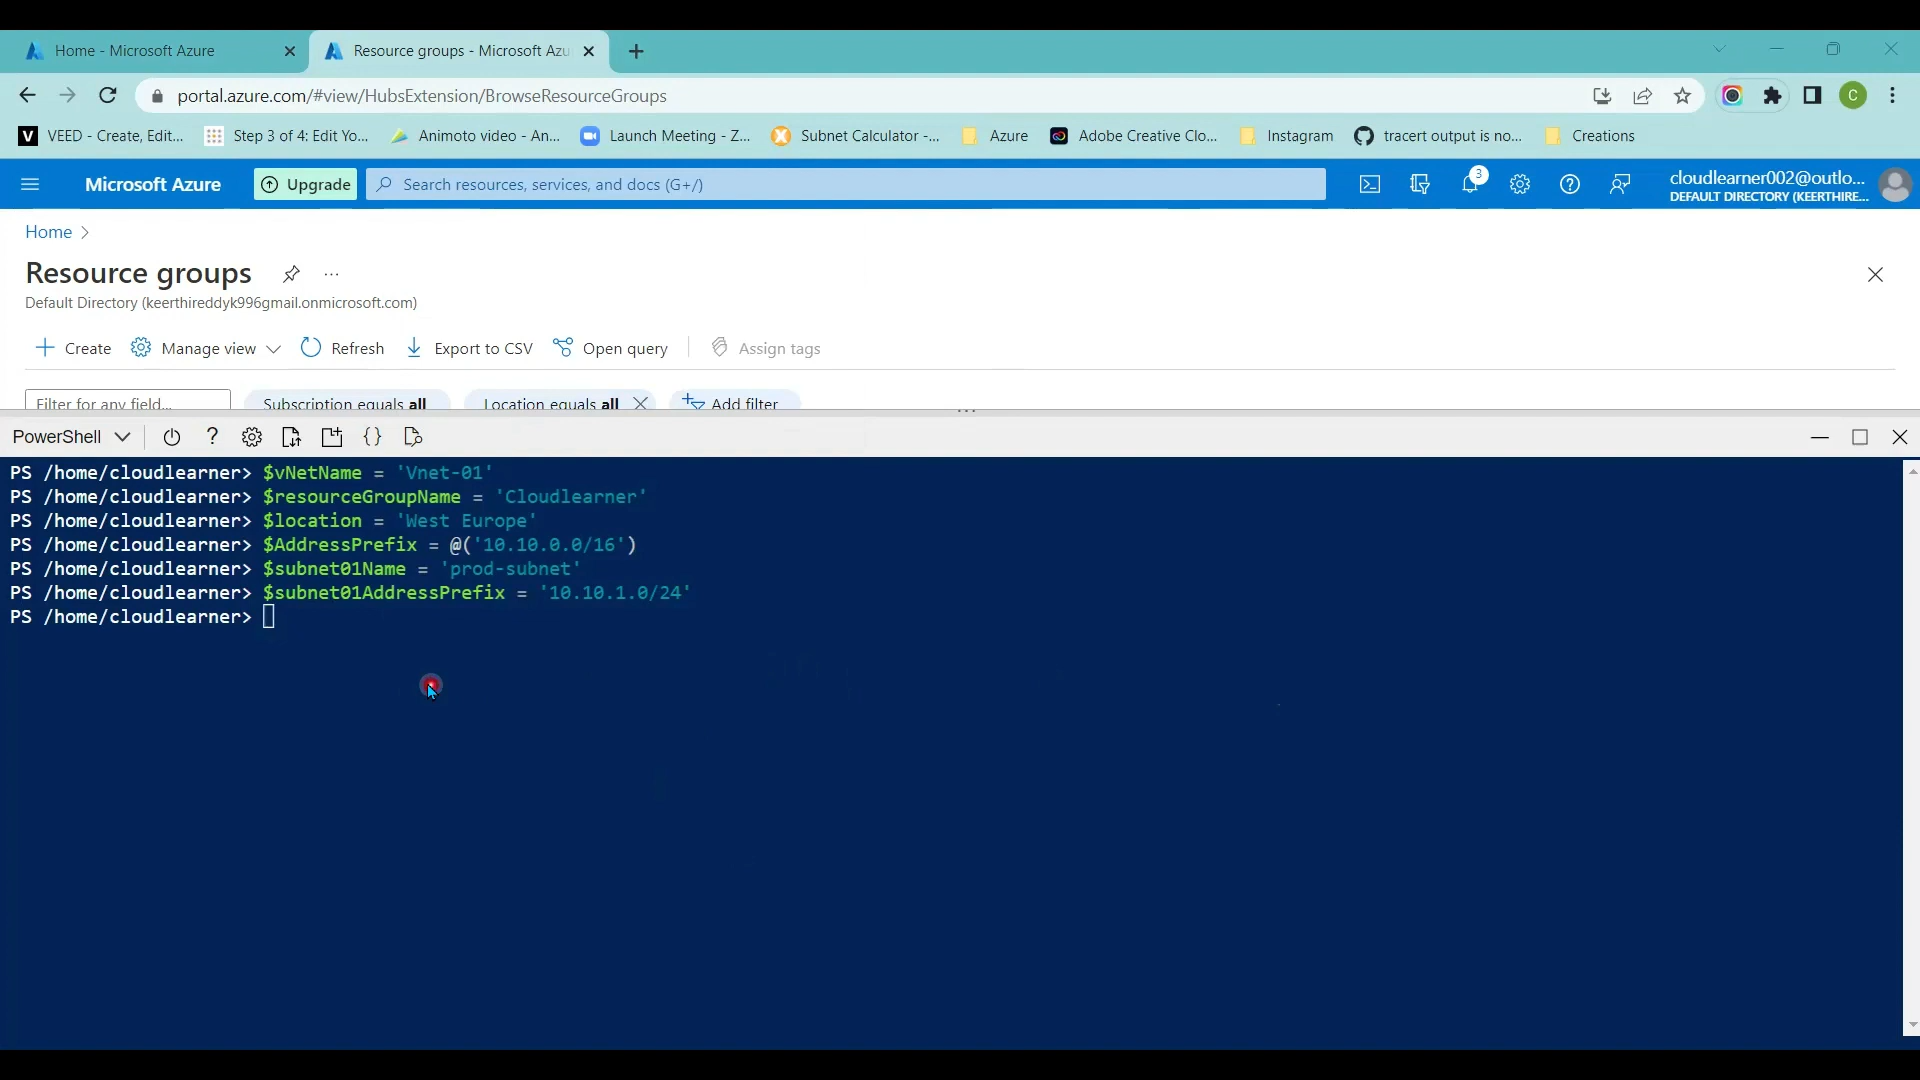 Home - Microsoft Azure
Resource groups - Microsoft Azu
portal.azure.com/#view/HubsExtension/BrowseResourceGroups
C
V VEED - Create, Edit... Step 3 of 4: Edit Yo... Animoto video - An... Launch Meeting - Z... Subnet Calculator -... Azure Adobe Creative Clo... Instagram tracert output is no... Creations
Microsoft Azure Upgrade Search resources, services, and docs (G+/) 3 cloudlearner002@outlo...
DEFAULT DIRECTORY (KEERTHIRE...
Home >
Resource groups ...
Default Directory (keerthireddyk996gmail.onmicrosoft.com)
+ Create Manage view Refresh Export to CSV Open query Assign tags
Filter for any field... Subscription equals all Location equals all Add filter
PowerShell ? {}
PS /home/cloudlearner> $vNetName = 'Vnet-01'
PS /home/cloudlearner> $resourceGroupName = 'Cloudlearner'
PS /home/cloudlearner> $location = 'West Europe'
PS /home/cloudlearner> $AddressPrefix = @('10.10.0.0/16')
PS /home/cloudlearner> $subnet01Name = 'prod-subnet'
PS /home/cloudlearner> $subnet01AddressPrefix = '10.10.1.0/24'
PS /home/cloudlearner>